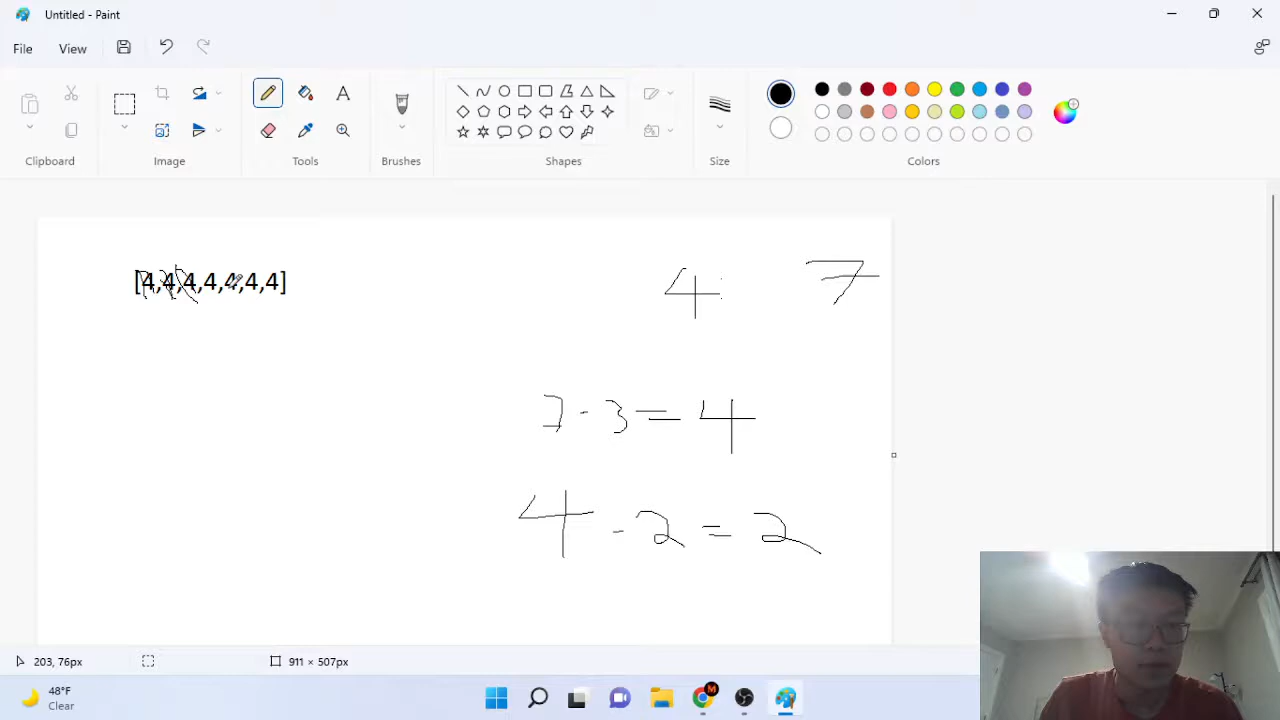 Untitled - Paint
File View
Clipboard Image Tools Brushes Shapes Size Colors
[4,4,4,4,4,4,4]
4 7
7 - 3 = 4
4 - 2 = 2
203, 76px 911 × 507px
48°F
Clear